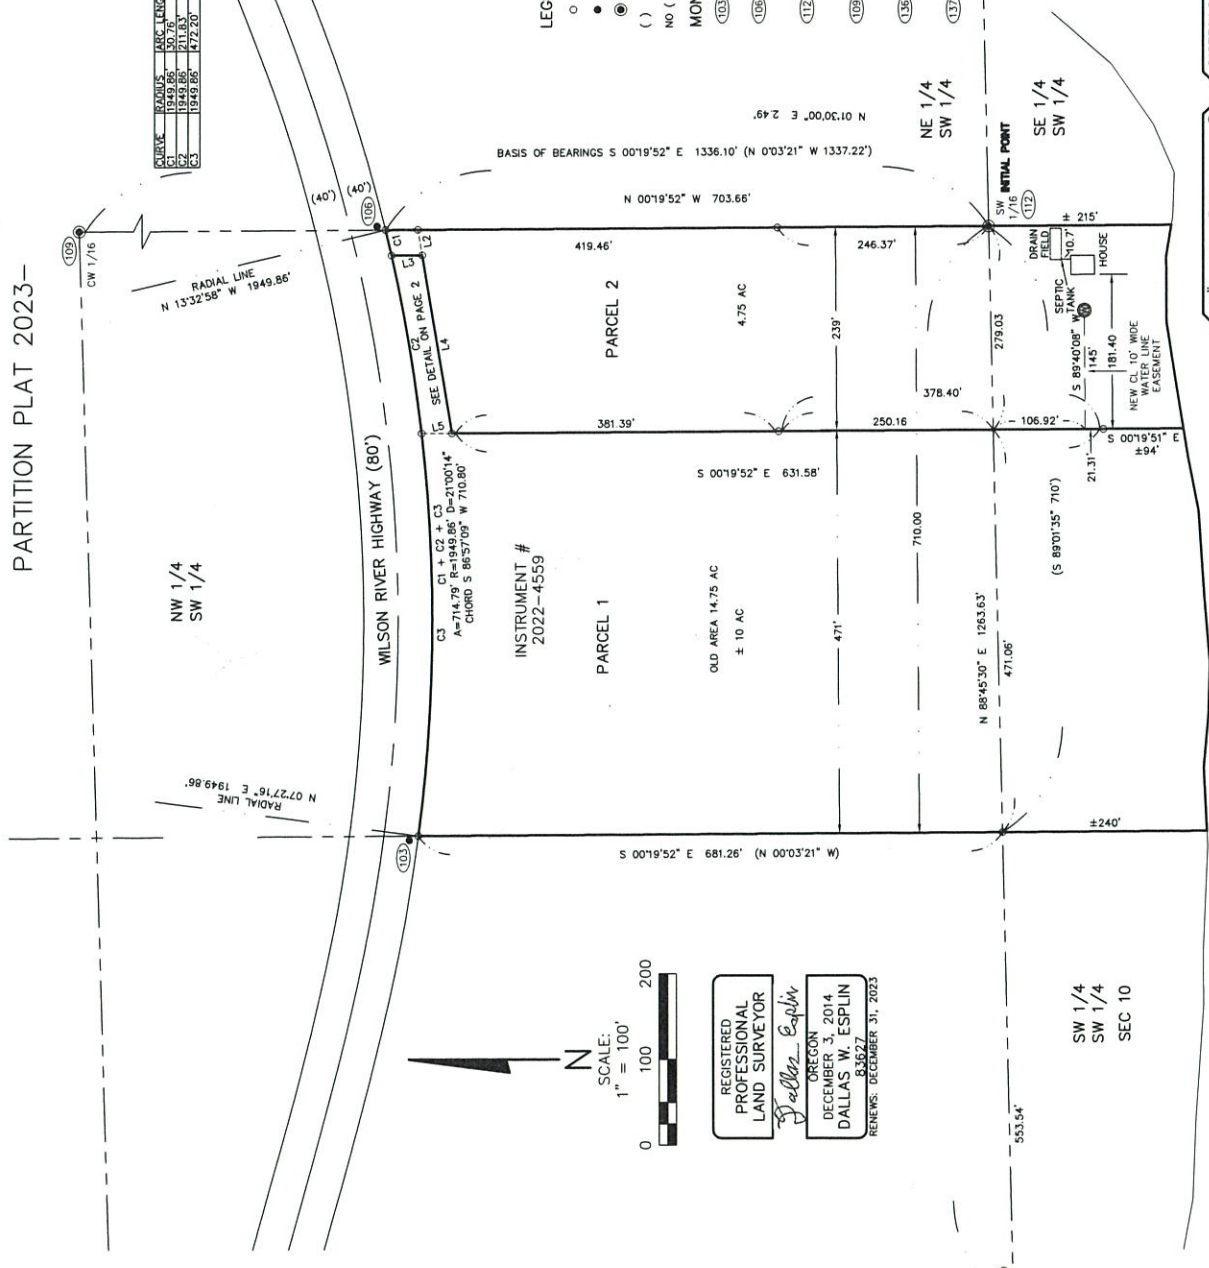 PARTITION PLAT 2023-
CURVE RADIUS ARC LENG
C1 1949.86' 30.76'
C2 1949.86' 211.83'
C3 1949.86' 472.20'
LEG
( )
NO (
MON
103
106
112
109
136
137
109
CW 1/16
RADIAL LINE
N 13°32'58" W 1949.86'
(40') (40')
106
NW 1/4
SW 1/4
WILSON RIVER HIGHWAY (80')
RADIAL LINE
N 07°27'16" E 1949.86'
103
C1
L2
L3
C2
SEE DETAIL ON PAGE 2
L4
L5
C3 C1 + C2 + C3
A=714.79' R=1949.86' D=21°00'14"
CHORD S 86°57'09" W 710.80'
BASIS OF BEARINGS S 00°19'52" E 1336.10' (N 0°03'21" W 1337.22')
N 01°30'00" E 2.49'
N 00°19'52" W 703.66'
419.46'
246.37'
PARCEL 2
4.75 AC
239'
381.39'
250.16
378.40'
S 00°19'52" E 631.58'
INSTRUMENT #
2022-4559
PARCEL 1
OLD AREA 14.75 AC
± 10 AC
471'
710.00
S 00°19'52" E 681.26' (N 00°03'21" W)
NE 1/4
SW 1/4
SE 1/4
SW 1/4
INITIAL POINT
SW 1/16
112
± 215'
DRAIN FIELD
10.7'
HOUSE
SEPTIC TANK
W
279.03
S 89°40'08" W
145'
181.40
NEW CL 10' WIDE
WATER LINE
EASEMENT
106.92'
S 00°19'51" E
±94'
21.31'
(S 89°01'35" 710')
N 88°45'30" E 1263.63'
471.06'
±240'
553.54'
SW 1/4
SW 1/4
SEC 10
N
SCALE:
1" = 100'
0 100 200
REGISTERED
PROFESSIONAL
LAND SURVEYOR
Dallas Esplin
OREGON
DECEMBER 3, 2014
DALLAS W. ESPLIN
83627
RENEWS: DECEMBER 31, 2023